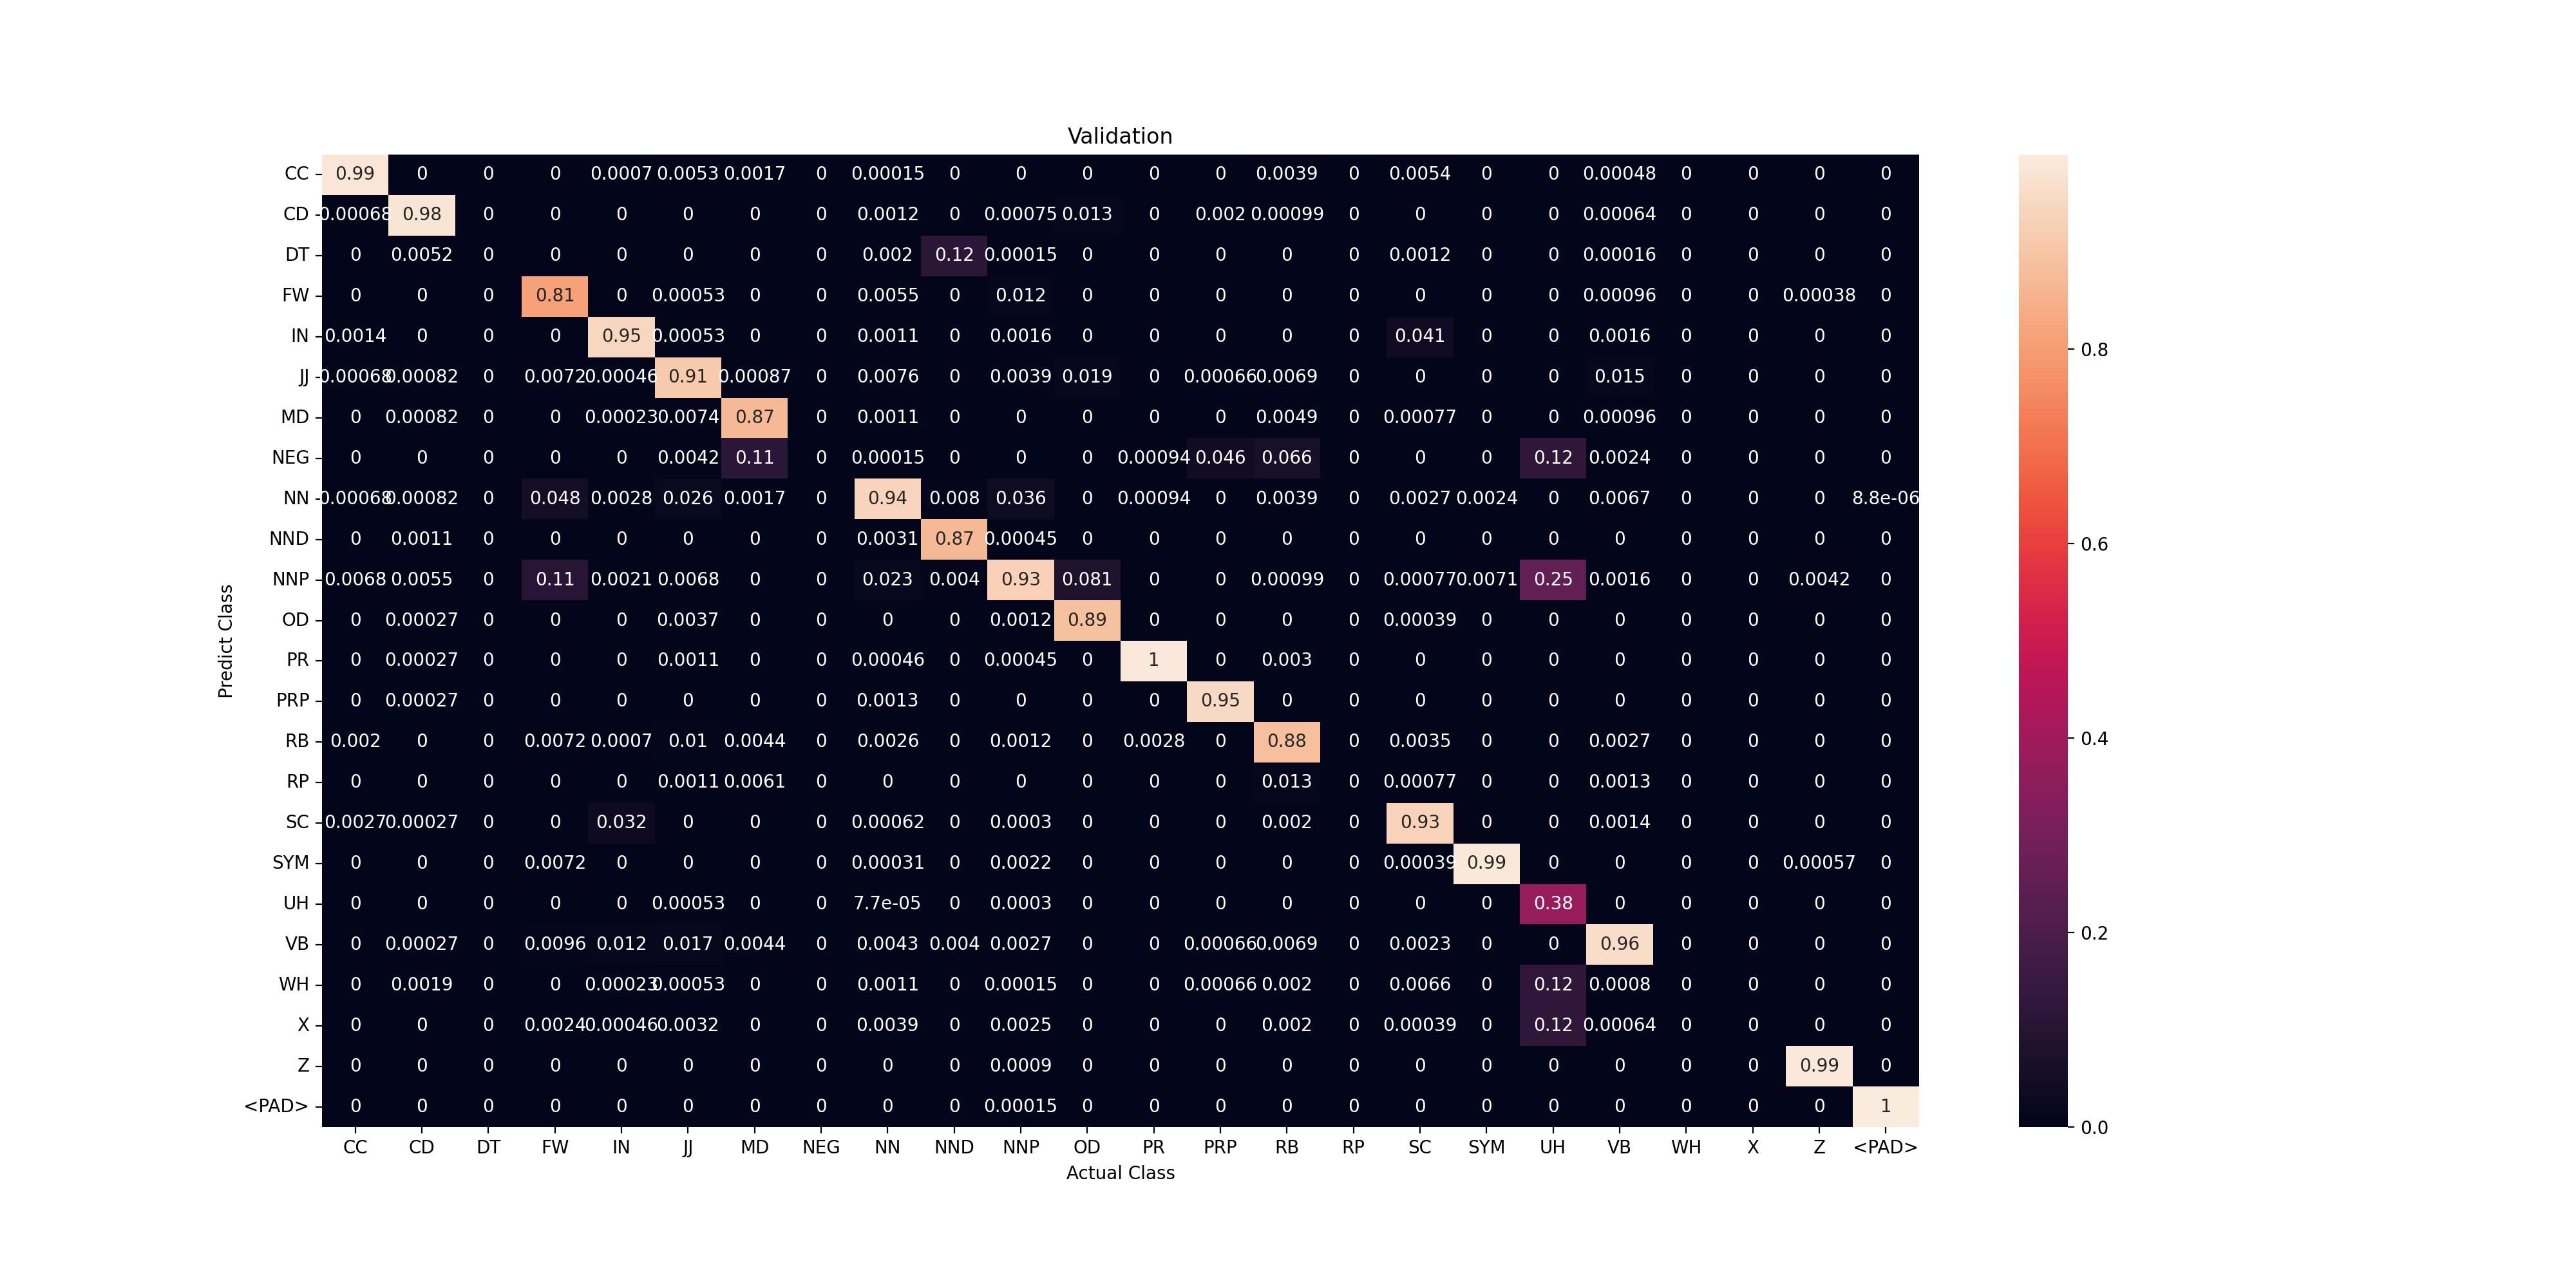 Validation
CC 0.99 0 0 0 0.0007 0.0053 0.0017 0 0.00015 0 0 0 0 0 0.0039 0 0.0054 0 0 0.00048 0 0 0 0
CD 0.00068 0.98 0 0 0 0 0 0 0.0012 0 0.00075 0.013 0 0.002 0.00099 0 0 0 0 0.00064 0 0 0 0
DT 0 0.0052 0 0 0 0 0 0 0.002 0.12 0.00015 0 0 0 0 0 0.0012 0 0 0.00016 0 0 0 0
FW 0 0 0 0.81 0 0.00053 0 0 0.0055 0 0.012 0 0 0 0 0 0 0 0 0.00096 0 0 0.00038 0
IN 0.0014 0 0 0 0.95 0.00053 0 0 0.0011 0 0.0016 0 0 0 0 0 0.041 0 0 0.0016 0 0 0 0
JJ 0.00068 0.00082 0 0.0072 0.00046 0.91 0.00087 0 0.0076 0 0.0039 0.019 0 0.00066 0.0069 0 0 0 0 0.015 0 0 0 0
MD 0 0.00082 0 0 0.00023 0.0074 0.87 0 0.0011 0 0 0 0 0 0.0049 0 0.00077 0 0 0.00096 0 0 0 0
NEG 0 0 0 0 0 0.0042 0.11 0 0.00015 0 0 0 0.00094 0.046 0.066 0 0 0 0.12 0.0024 0 0 0 0
NN 0.00068 0.00082 0 0.048 0.0028 0.026 0.0017 0 0.94 0.008 0.036 0 0.00094 0 0.0039 0 0.0027 0.0024 0 0.0067 0 0 0 8.8e-06
NND 0 0.0011 0 0 0 0 0 0 0.0031 0.87 0.00045 0 0 0 0 0 0 0 0 0 0 0 0 0
NNP 0.0068 0.0055 0 0.11 0.0021 0.0068 0 0 0.023 0.004 0.93 0.081 0 0 0.00099 0 0.00077 0.0071 0.25 0.0016 0 0 0.0042 0
OD 0 0.00027 0 0 0 0.0037 0 0 0 0 0.0012 0.89 0 0 0 0 0.00039 0 0 0 0 0 0 0
PR 0 0.00027 0 0 0 0.0011 0 0 0.00046 0 0.00045 0 1 0 0.003 0 0 0 0 0 0 0 0 0
PRP 0 0.00027 0 0 0 0 0 0 0.0013 0 0 0 0 0.95 0 0 0 0 0 0 0 0 0 0
RB 0.002 0 0 0.0072 0.0007 0.01 0.0044 0 0.0026 0 0.0012 0 0.0028 0 0.88 0 0.0035 0 0 0.0027 0 0 0 0
RP 0 0 0 0 0 0.0011 0.0061 0 0 0 0 0 0 0 0.013 0 0.00077 0 0 0.0013 0 0 0 0
SC 0.0027 0.00027 0 0 0.032 0 0 0 0.00062 0 0.0003 0 0 0 0.002 0 0.93 0 0 0.0014 0 0 0 0
SYM 0 0 0 0.0072 0 0 0 0 0.00031 0 0.0022 0 0 0 0 0 0.00039 0.99 0 0 0 0 0.00057 0
UH 0 0 0 0 0 0.00053 0 0 7.7e-05 0 0.0003 0 0 0 0 0 0 0 0.38 0 0 0 0 0
VB 0 0.00027 0 0.0096 0.012 0.017 0.0044 0 0.0043 0.004 0.0027 0 0 0.00066 0.0069 0 0.0023 0 0 0.96 0 0 0 0
WH 0 0.0019 0 0 0.00023 0.00053 0 0 0.0011 0 0.00015 0 0 0.00066 0.002 0 0.0066 0 0.12 0.0008 0 0 0 0
X 0 0 0 0.0024 0.00046 0.0032 0 0 0.0039 0 0.0025 0 0 0 0.002 0 0.00039 0 0.12 0.00064 0 0 0 0
Z 0 0 0 0 0 0 0 0 0 0 0.0009 0 0 0 0 0 0 0 0 0 0 0 0.99 0
<PAD> 0 0 0 0 0 0 0 0 0 0 0.00015 0 0 0 0 0 0 0 0 0 0 0 0 1
CC CD DT FW IN JJ MD NEG NN NND NNP OD PR PRP RB RP SC SYM UH VB WH X Z <PAD>
Actual Class
Predict Class
0.8
0.6
0.4
0.2
0.0